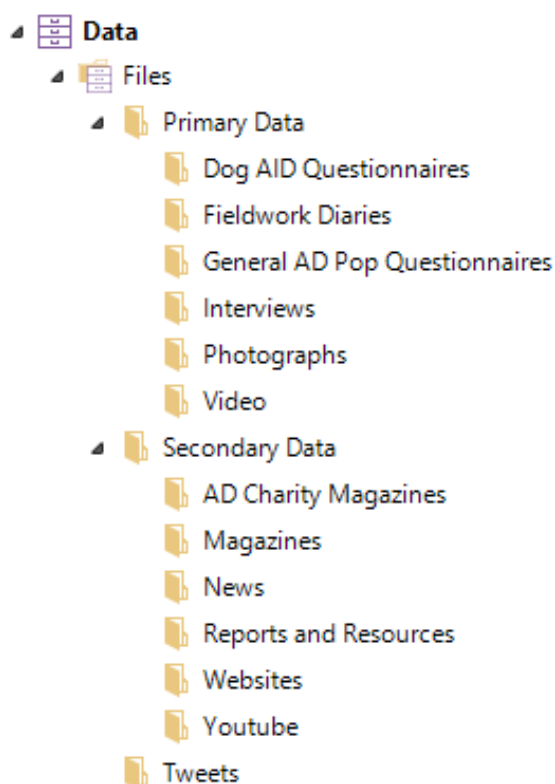 Data
Files
Primary Data
Dog AID Questionnaires
Fieldwork Diaries
General AD Pop Questionnaires
Interviews
Photographs
Video
Secondary Data
AD Charity Magazines
Magazines
News
Reports and Resources
Websites
Youtube
Tweets